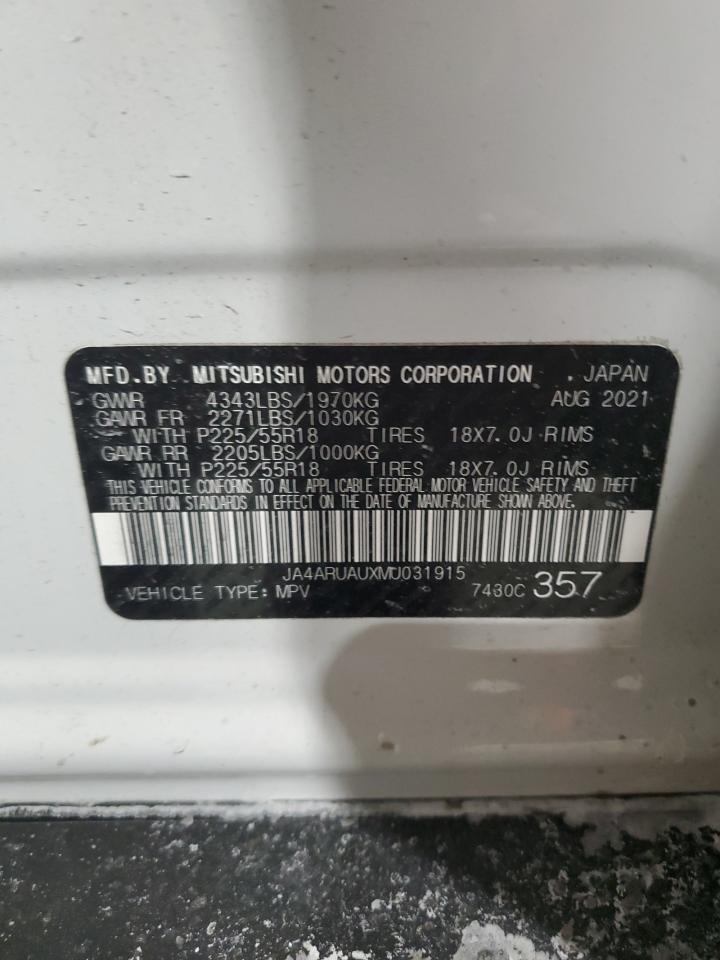 MFD.BY MITSUBISHI MOTORS CORPORATION . JAPAN
GVWR 4343LBS/1970KG AUG 2021
GAWR FR 2271LBS/1030KG
WITH P225/55R18 TIRES 18X7.0J RIMS
GAWR RR 2205LBS/1000KG
WITH P225/55R18 TIRES 18X7.0J RIMS
THIS VEHICLE CONFORMS TO ALL APPLICABLE FEDERAL MOTOR VEHICLE SAFETY AND THEFT
PREVENTION STANDARDS IN EFFECT ON THE DATE OF MANUFACTURE SHOWN ABOVE.
JA4ARUAUXMU031915
VEHICLE TYPE: MPV 7430C 357